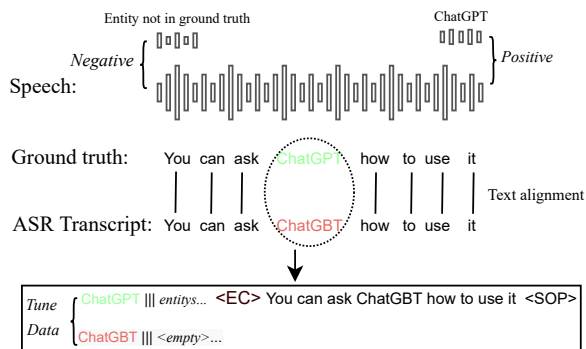 Entity not in ground truth
ChatGPT
Negative
Positive
Speech:
Ground truth: You can ask ChatGPT how to use it
Text alignment
ASR Transcript: You can ask ChatGBT how to use it
Tune Data
ChatGPT ||| entitys... <EC> You can ask ChatGBT how to use it <SOP>
ChatGBT ||| <empty>...